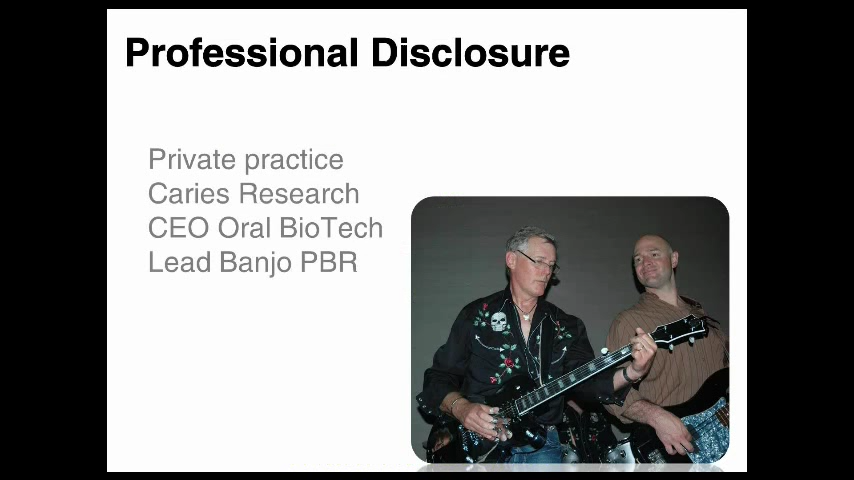 Professional Disclosure
Private practice
Caries Research
CEO Oral BioTech
Lead Banjo PBR